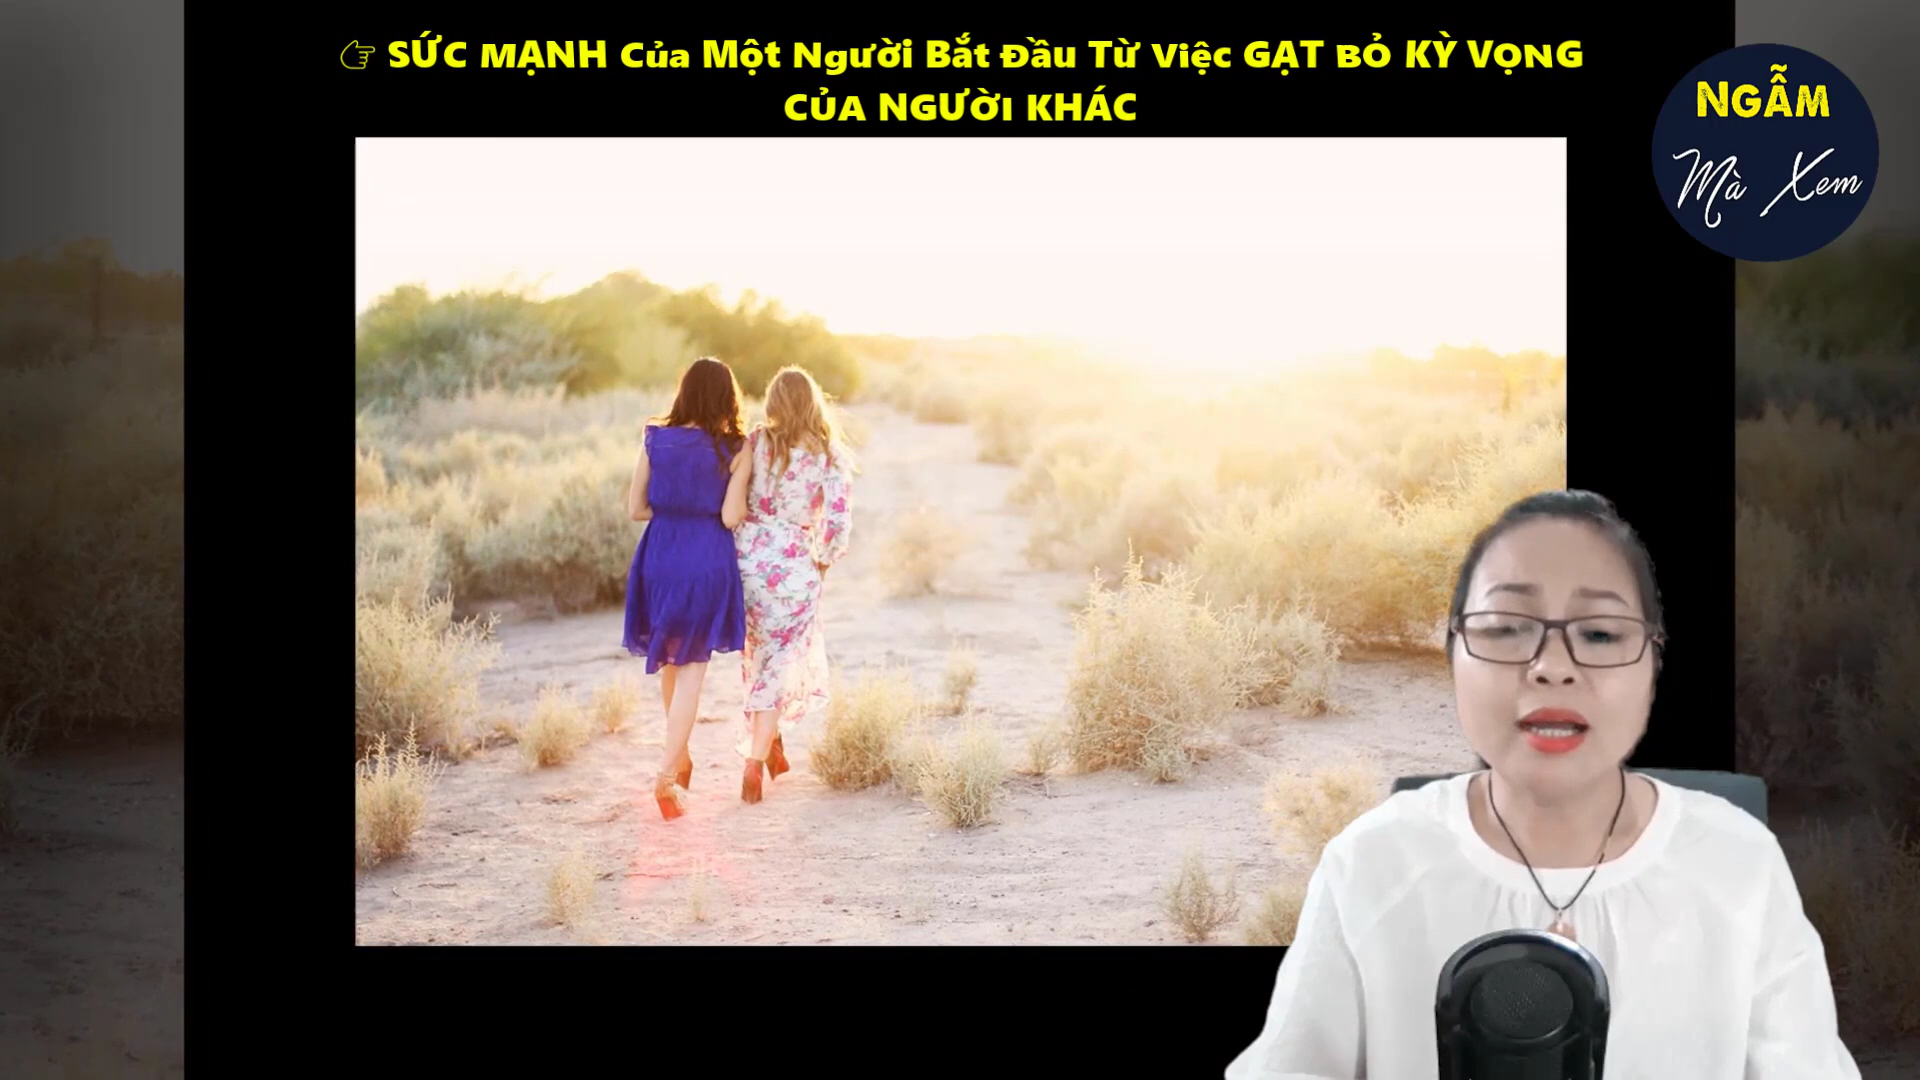 👉 SỨC MẠNH Của Một Người Bắt Đầu Từ Việc GẠT BỎ KỲ VỌNG
CỦA NGƯỜI KHÁC
NGẪM
Mà Xem